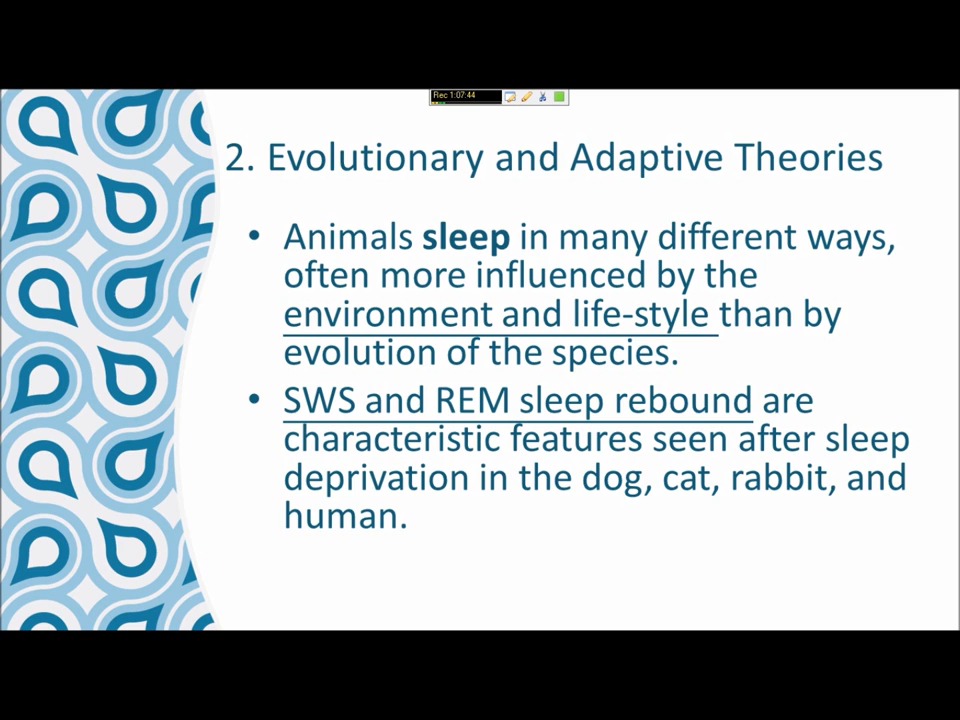 Rec 1:07:44
2. Evolutionary and Adaptive Theories
• Animals sleep in many different ways,
often more influenced by the
environment and life-style than by
evolution of the species.
• SWS and REM sleep rebound are
characteristic features seen after sleep
deprivation in the dog, cat, rabbit, and
human.